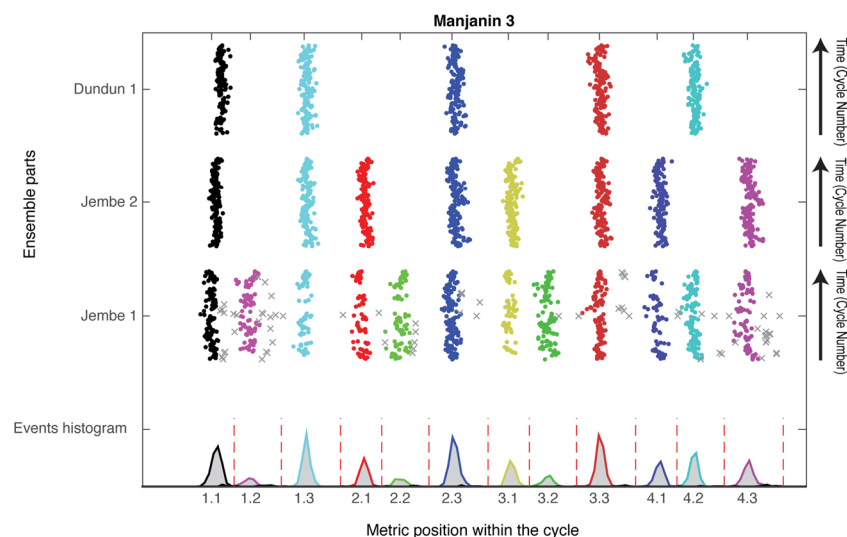 Manjanin 3
Dundun 1
Jembe 2
Jembe 1
Events histogram
Ensemble parts
Time (Cycle Number)
Time (Cycle Number)
Time (Cycle Number)
1.1 1.2 1.3 2.1 2.2 2.3 3.1 3.2 3.3 4.1 4.2 4.3
Metric position within the cycle